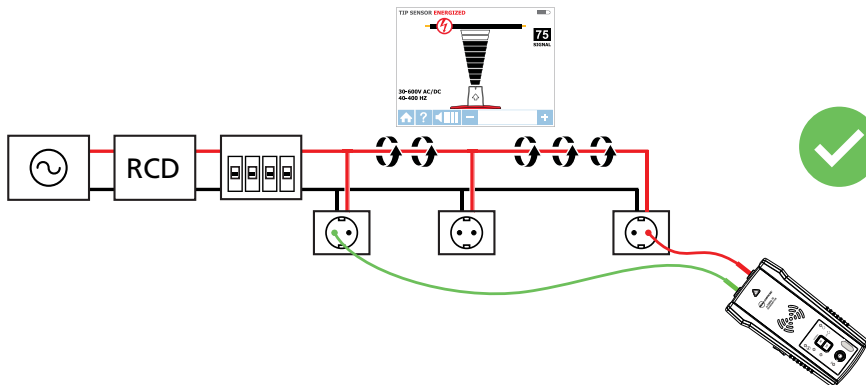 TIP SENSOR ENERGIZED
75
SIGNAL
30-600V AC/DC
40-400 HZ
?
RCD